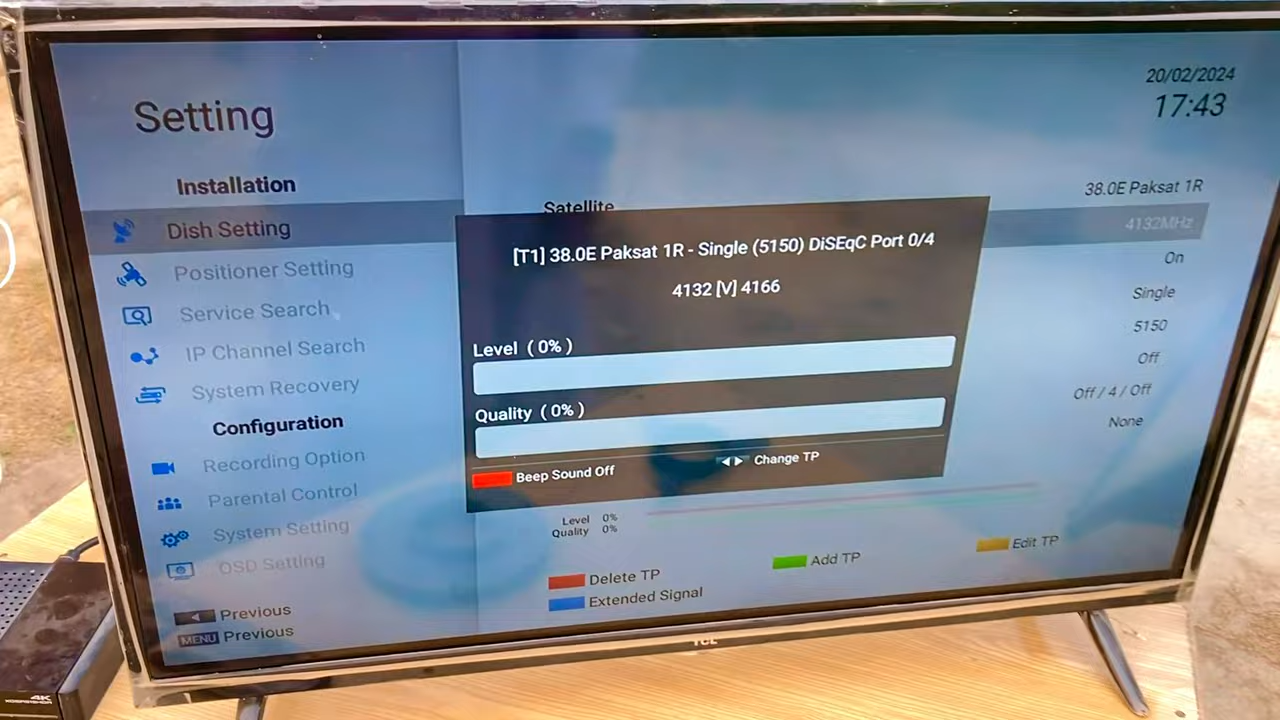 Setting
20/02/2024
17:43
Installation
Dish Setting
Positioner Setting
Service Search
IP Channel Search
System Recovery
Configuration
Recording Option
Parental Control
System Setting
OSD Setting
Previous
MENU Previous
Satellite
38.0E Paksat 1R
4132MHz
On
Single
5150
Off
Off / 4 / Off
None
[T1] 38.0E Paksat 1R - Single (5150) DiSEqC Port 0/4
4132 [V] 4166
Level ( 0% )
Quality ( 0% )
Beep Sound Off
Change TP
Level 0%
Quality 0%
Delete TP
Add TP
Edit TP
Extended Signal
TCL
4K